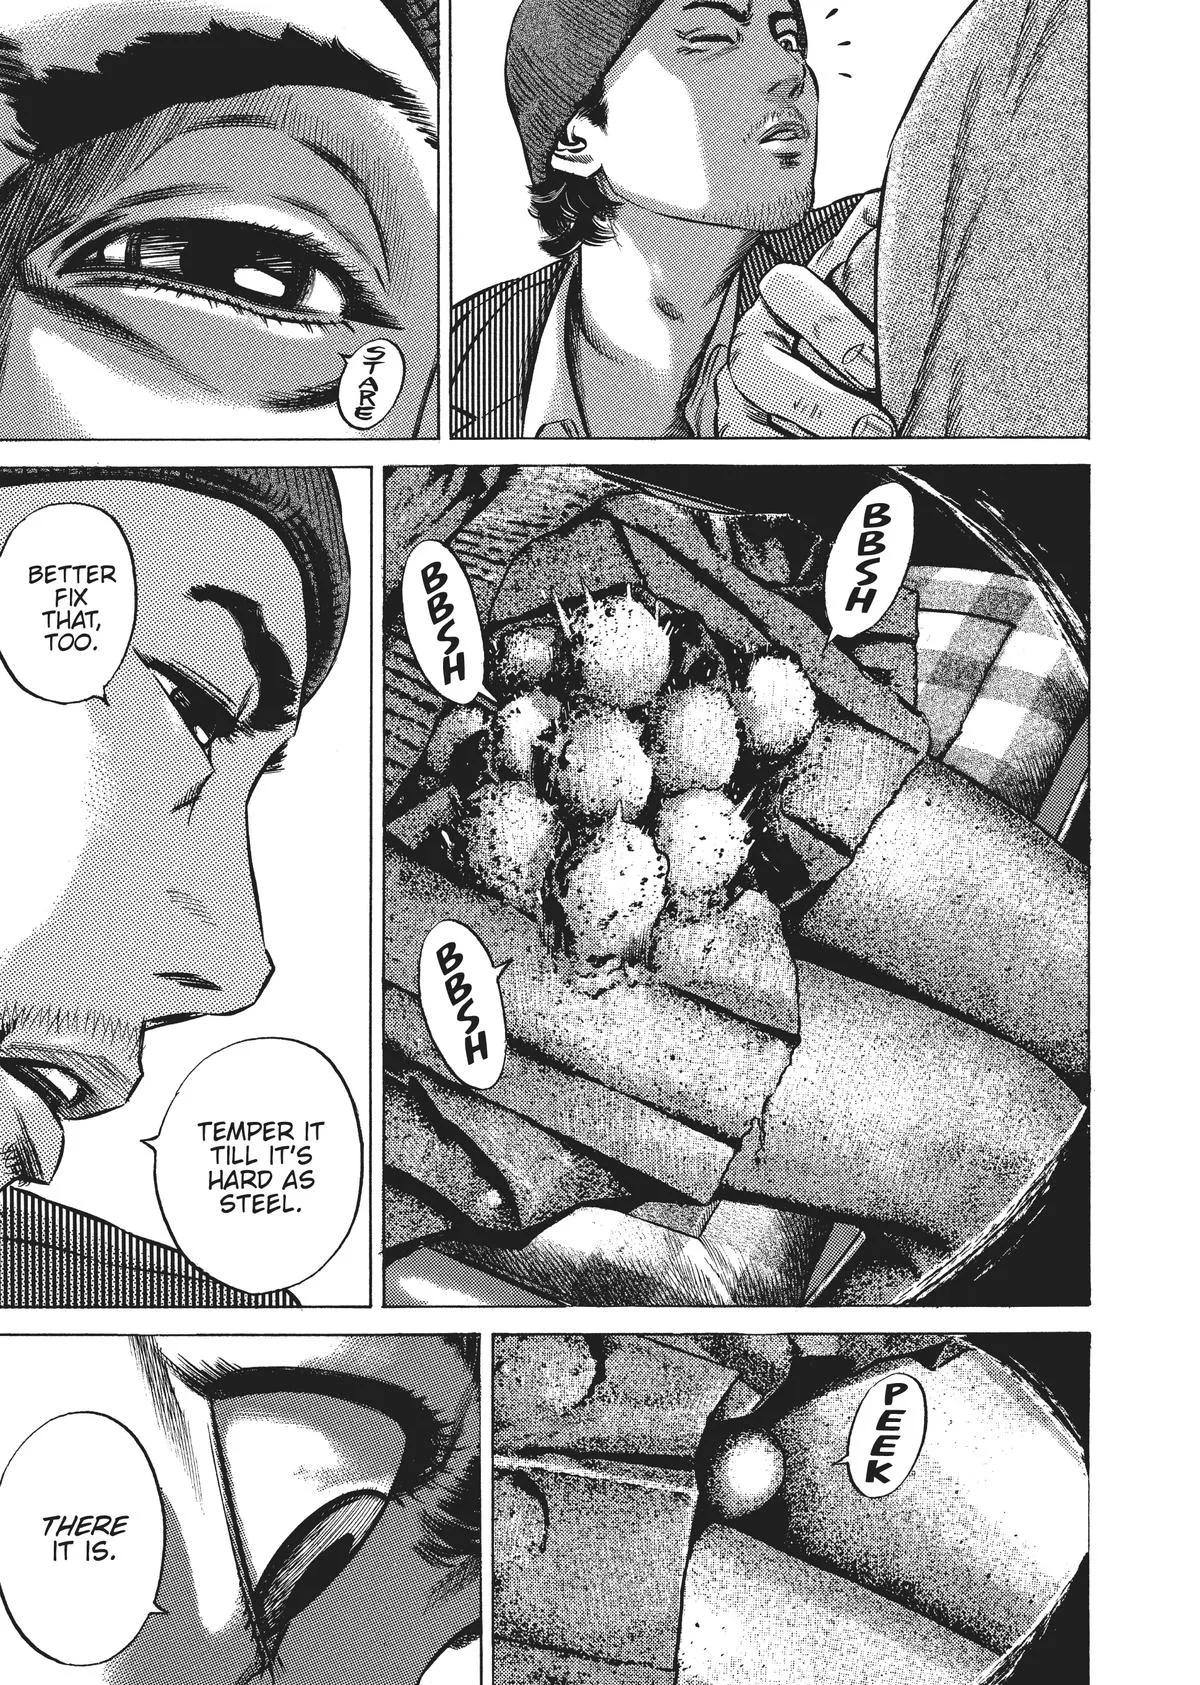 STARE
BBSH
BBSH
BBSH
BETTER
FIX
THAT,
TOO.
TEMPER IT
TILL IT'S
HARD AS
STEEL.
PEEK
THERE
IT IS.